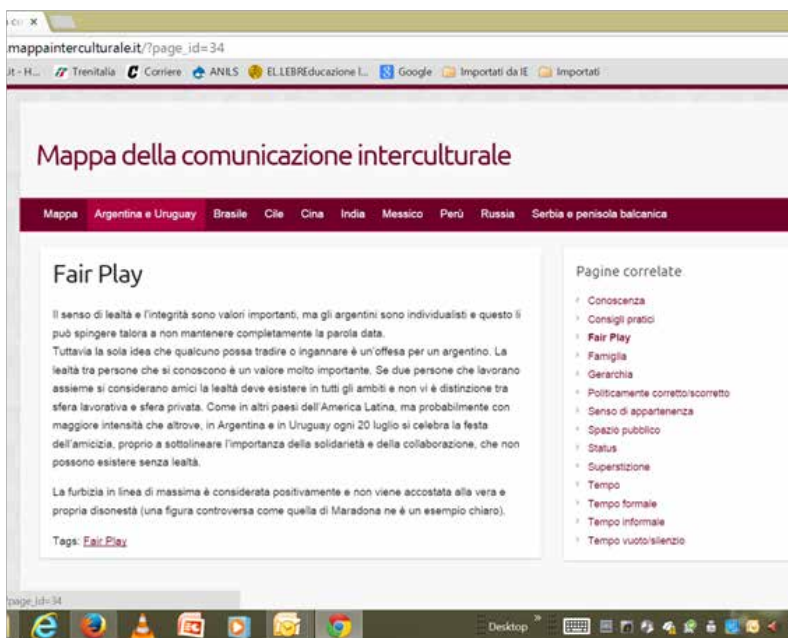 .mappainterculturale.it/?page_id=34
Trenitalia Corriere ANILS EL.LEBREducazione I... Google Importati da IE Importati
Mappa della comunicazione interculturale
Mappa Argentina e Uruguay Brasile Cile Cina India Messico Perù Russia Serbia e penisola balcanica
Fair Play
Il senso di lealtà e l'integrità sono valori importanti, ma gli argentini sono individualisti e questo li
può spingere talora a non mantenere completamente la parola data.
Tuttavia la sola idea che qualcuno possa tradire o ingannare è un'offesa per un argentino. La
lealtà tra persone che si conoscono è un valore molto importante. Se due persone che lavorano
assieme si considerano amici la lealtà deve esistere in tutti gli ambiti e non vi è distinzione tra
sfera lavorativa e sfera privata. Come in altri paesi dell'America Latina, ma probabilmente con
maggiore intensità che altrove, in Argentina e in Uruguay ogni 20 luglio si celebra la festa
dell'amicizia, proprio a sottolineare l'importanza della solidarietà e della collaborazione, che non
possono esistere senza lealtà.
La furbizia in linea di massima è considerata positivamente e non viene accostata alla vera e
propria disonestà (una figura controversa come quella di Maradona ne è un esempio chiaro).
Tags: Fair Play
Pagine correlate
Conoscenza
Consigli pratici
Fair Play
Famiglia
Gerarchia
Politicamente corretto/scorretto
Senso di appartenenza
Spazio pubblico
Status
Superstizione
Tempo
Tempo formale
Tempo informale
Tempo vuoto/silenzio
?page_id=34
Desktop